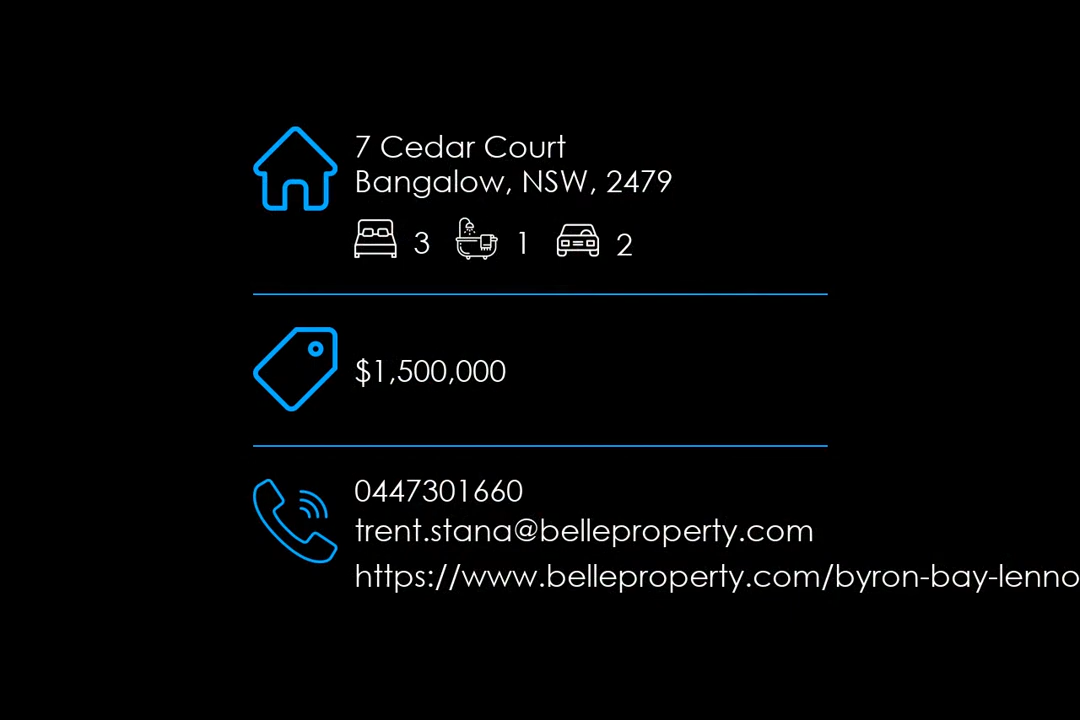 7 Cedar Court
Bangalow, NSW, 2479
3 1 2
$1,500,000
0447301660
trent.stana@belleproperty.com
https://www.belleproperty.com/byron-bay-lenno